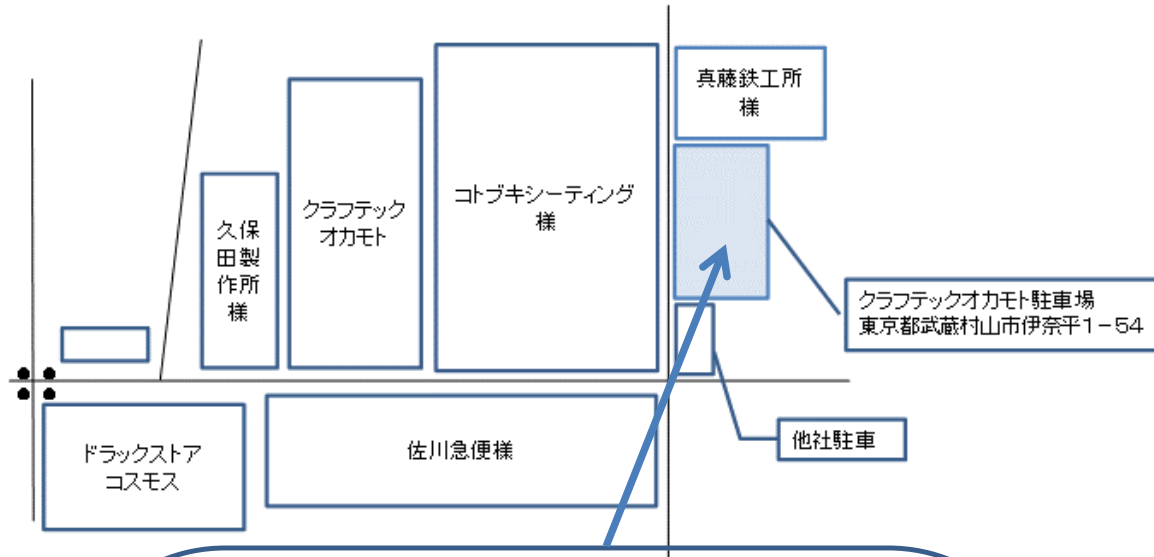 真藤鉄工所
様
コトブキシーティング
様
クラフテック
オカモト
久保
田製
作所
様
クラフテックオカモト駐車場
東京都武蔵村山市伊奈平1-54
他社駐車
佐川急便様
ドラックストア
コスモス